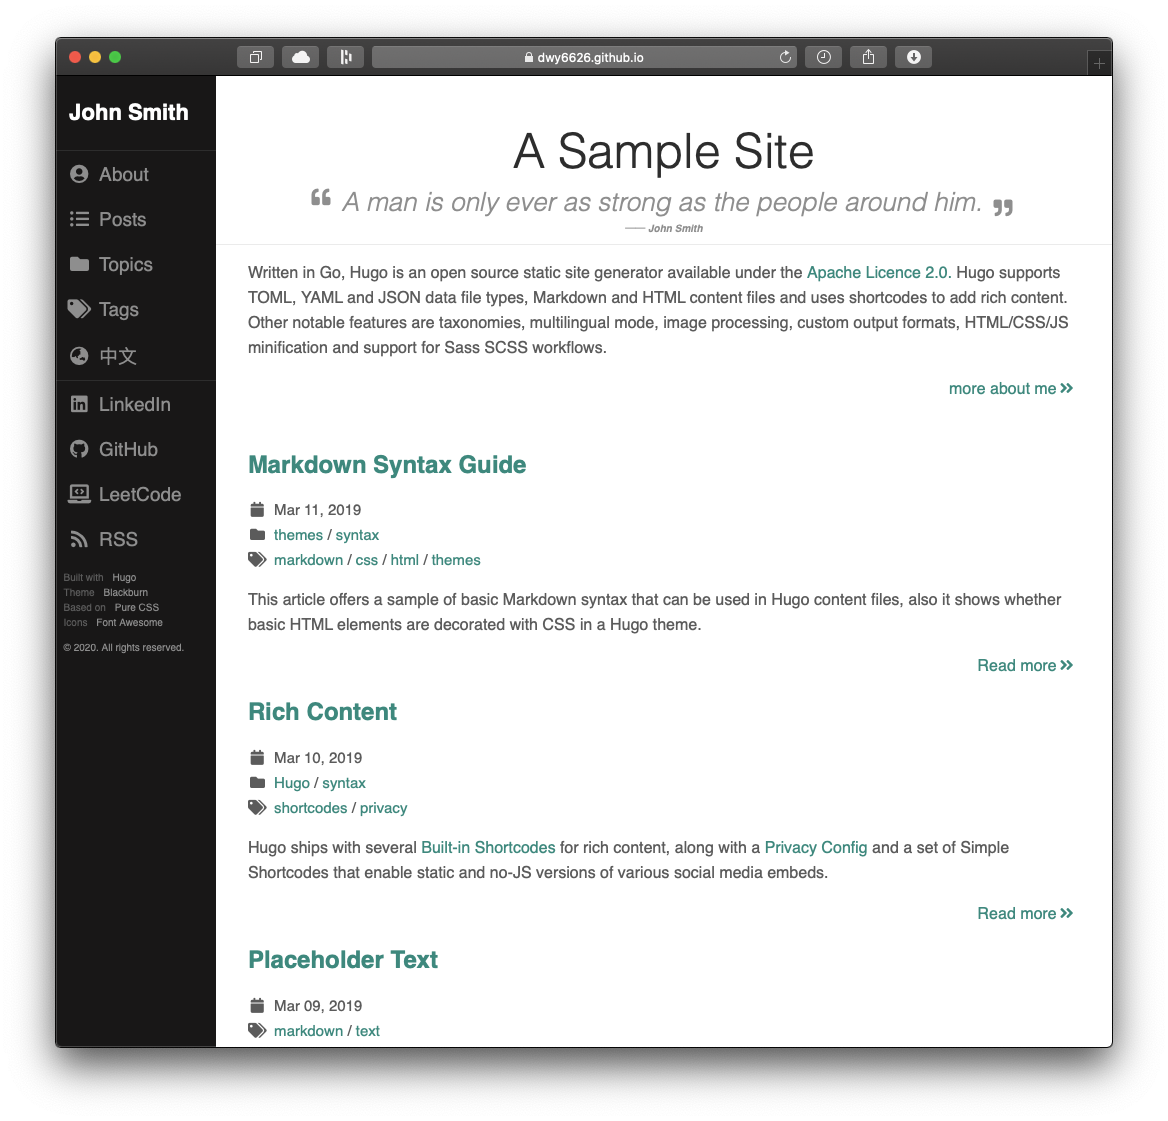 dwy6626.github.io
John Smith
About
Posts
Topics
Tags
中文
LinkedIn
GitHub
LeetCode
RSS
Built with Hugo
Theme Blackburn
Based on Pure CSS
Icons Font Awesome
© 2020. All rights reserved.
A Sample Site
“ A man is only ever as strong as the people around him. ”
—— John Smith
Written in Go, Hugo is an open source static site generator available under the Apache Licence 2.0. Hugo supports
TOML, YAML and JSON data file types, Markdown and HTML content files and uses shortcodes to add rich content.
Other notable features are taxonomies, multilingual mode, image processing, custom output formats, HTML/CSS/JS
minification and support for Sass SCSS workflows.
more about me »
Markdown Syntax Guide
Mar 11, 2019
themes / syntax
markdown / css / html / themes
This article offers a sample of basic Markdown syntax that can be used in Hugo content files, also it shows whether
basic HTML elements are decorated with CSS in a Hugo theme.
Read more »
Rich Content
Mar 10, 2019
Hugo / syntax
shortcodes / privacy
Hugo ships with several Built-in Shortcodes for rich content, along with a Privacy Config and a set of Simple
Shortcodes that enable static and no-JS versions of various social media embeds.
Read more »
Placeholder Text
Mar 09, 2019
markdown / text